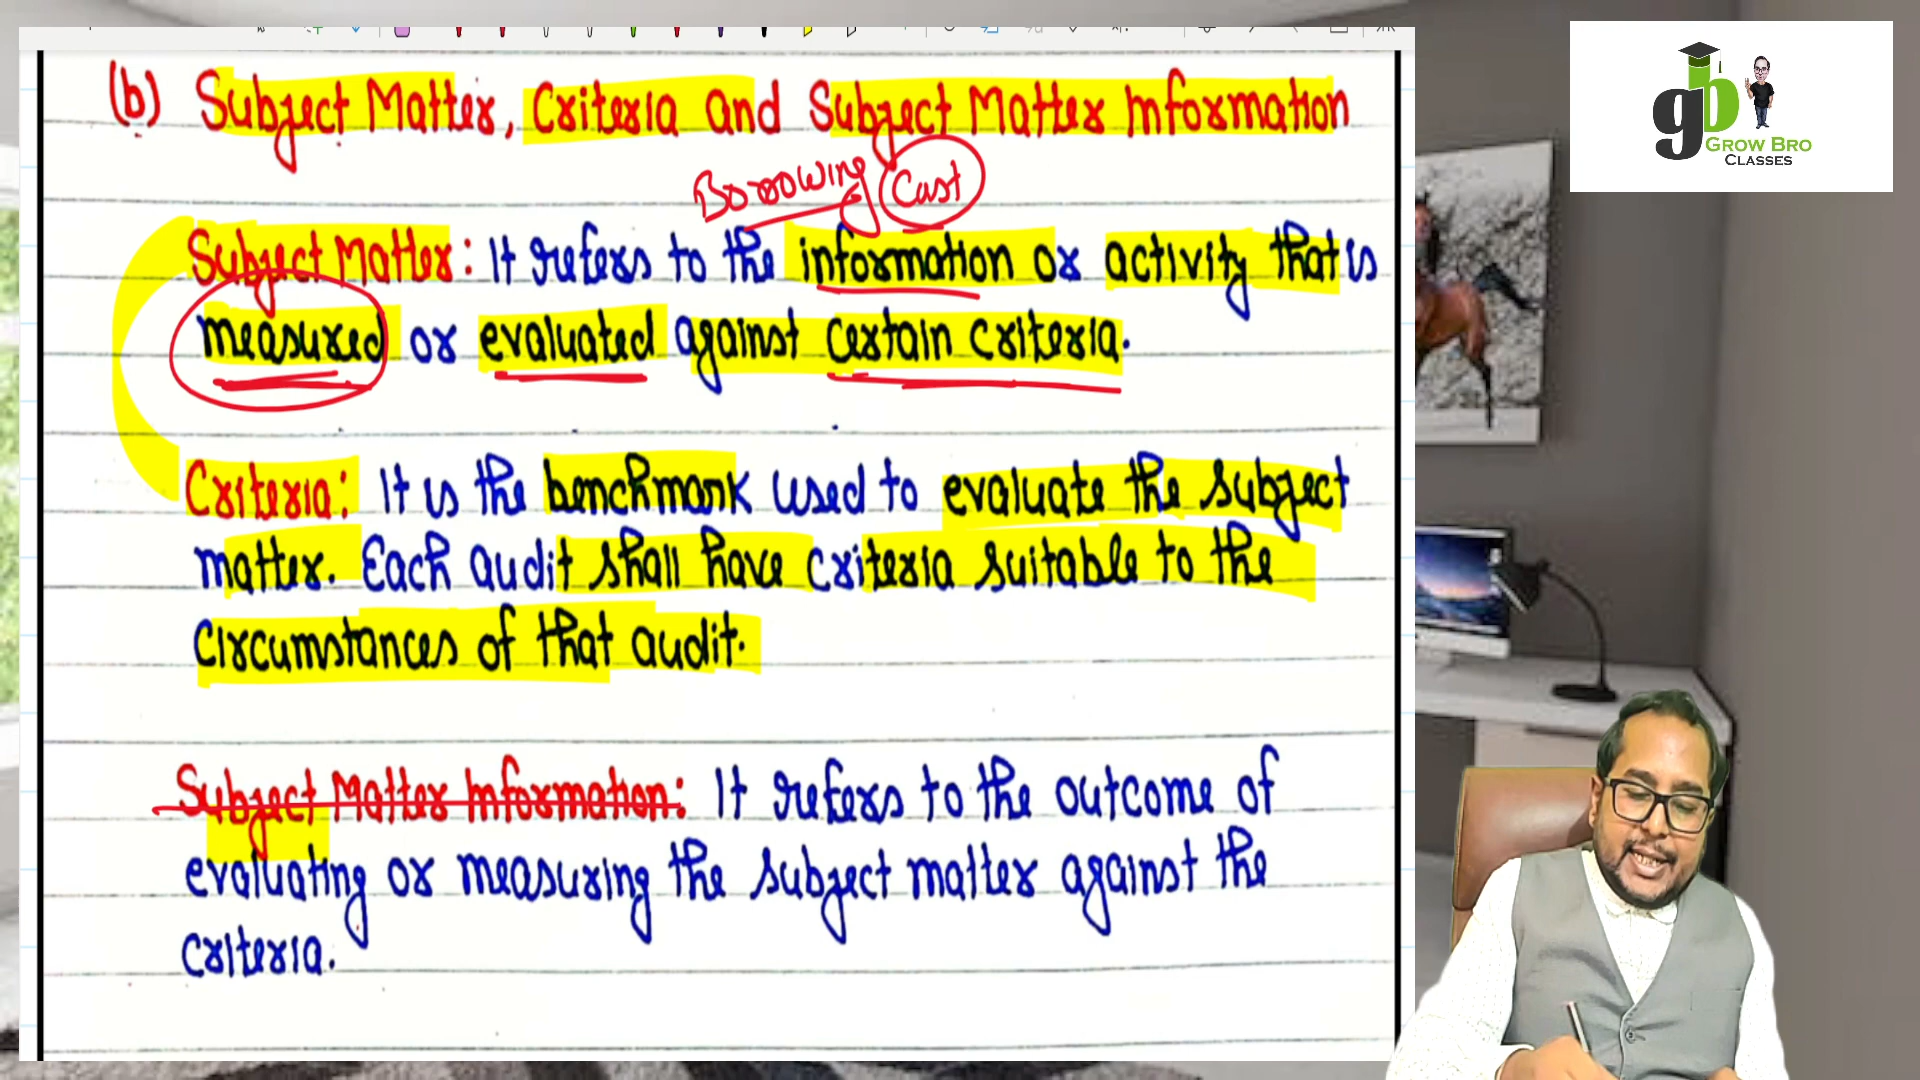 (b) Subject Matter, Criteria and Subject Matter Information
Borrowing Cost
Subject Matter: It refers to the information or activity that is
measured or evaluated against certain criteria.
Criteria: It is the benchmark used to evaluate the subject
matter. Each audit shall have criteria suitable to the
circumstances of that audit.
Subject Matter Information: It refers to the outcome of
evaluating or measuring the subject matter against the
criteria.
gb
GROW BRO
CLASSES